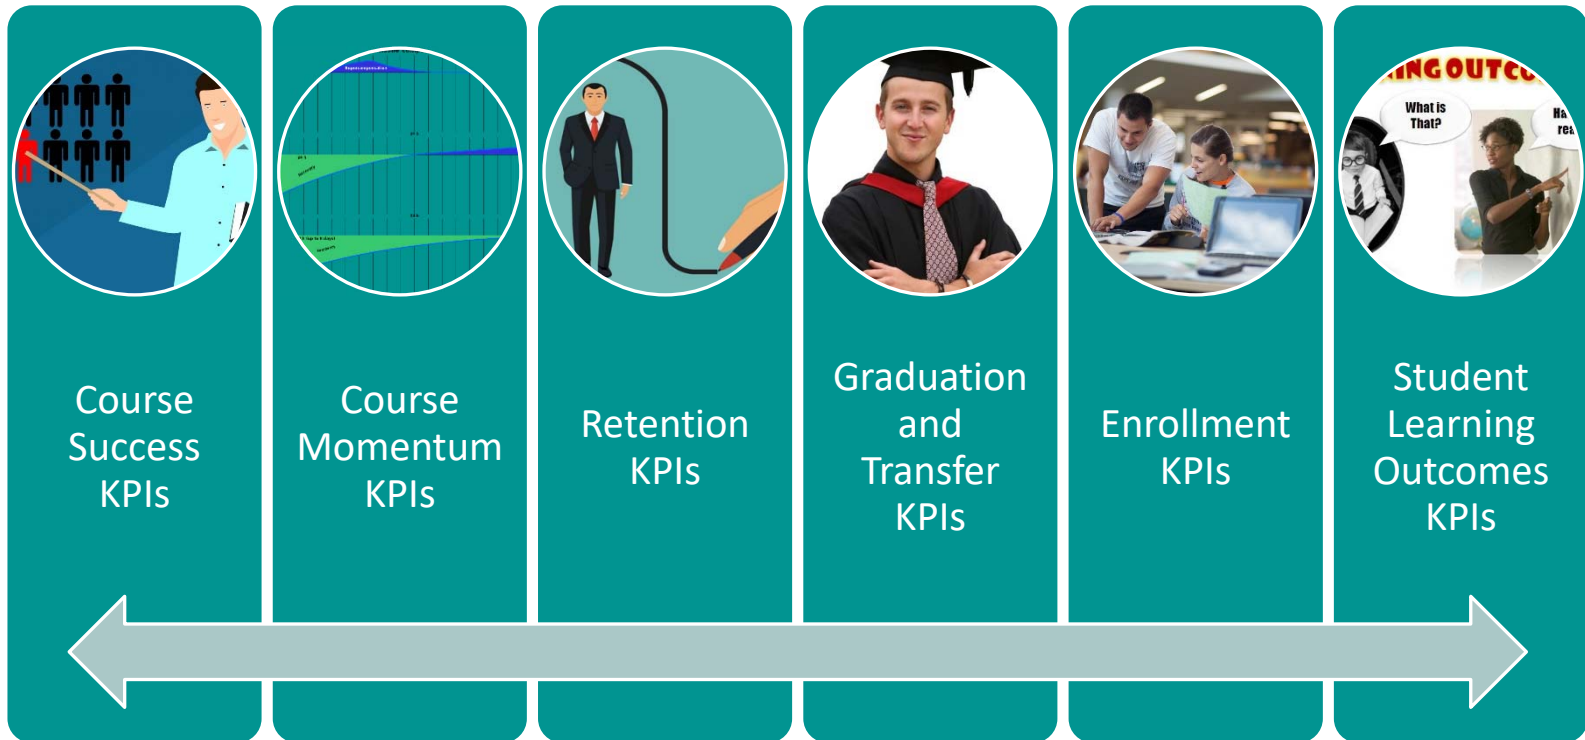 What is
That?
Course
Success
KPIs
Course
Momentum
KPIs
Retention
KPIs
Graduation
and
Transfer
KPIs
Enrollment
KPIs
Student
Learning
Outcomes
KPIs